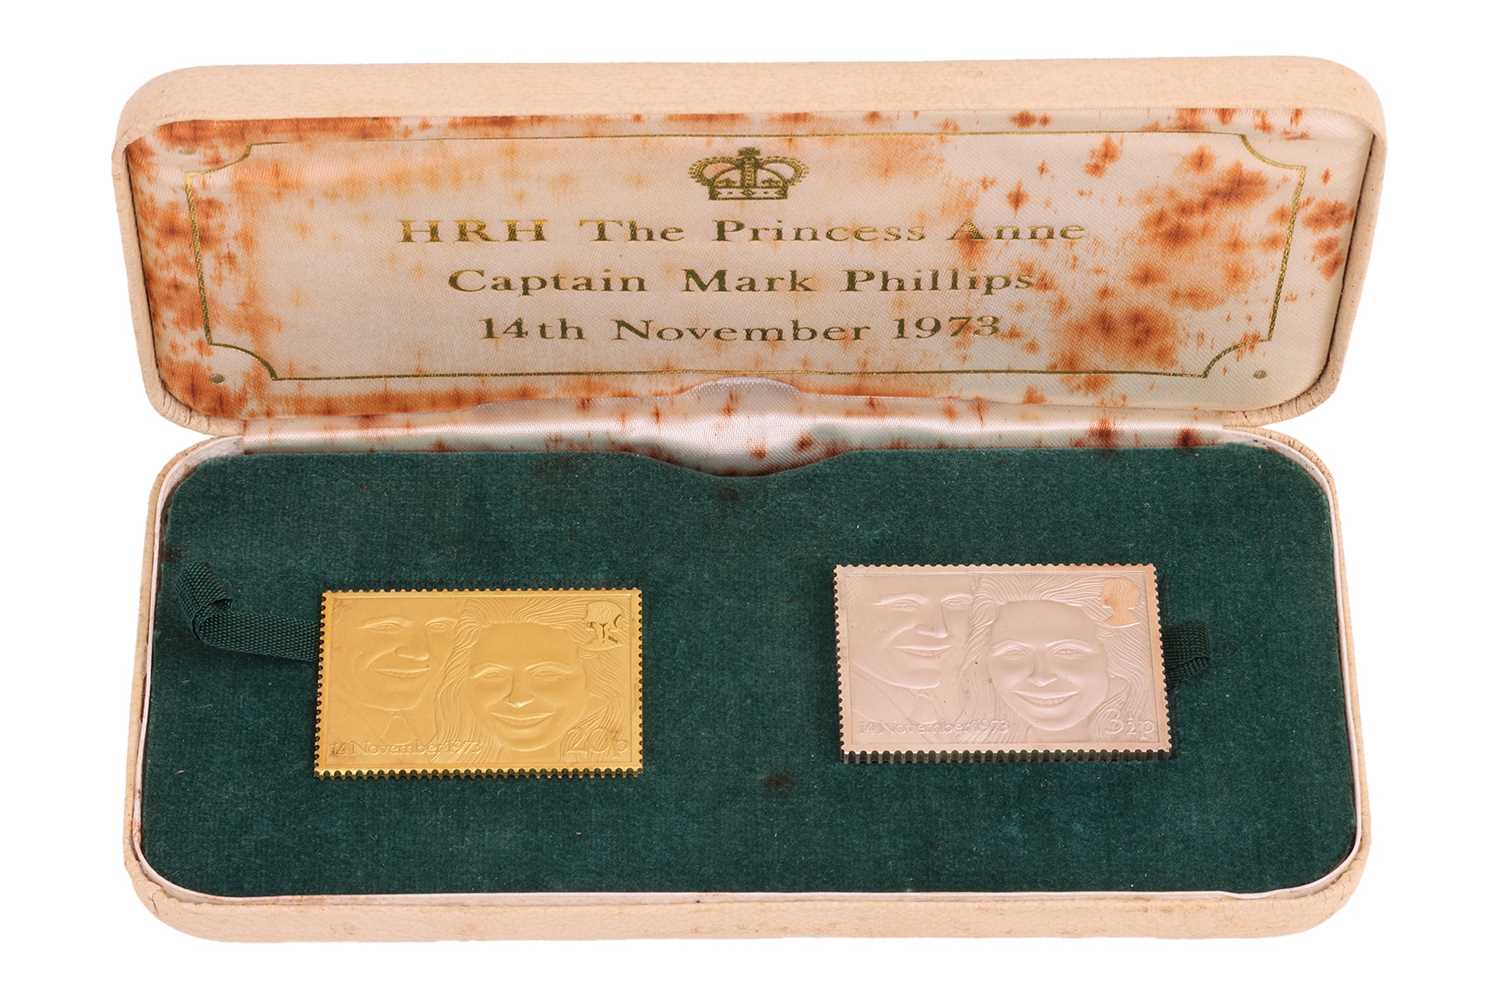 HRH The Princess Anne
Captain Mark Phillips
14th November 1973
14 November 1973
20p
14 November 1973
3½p